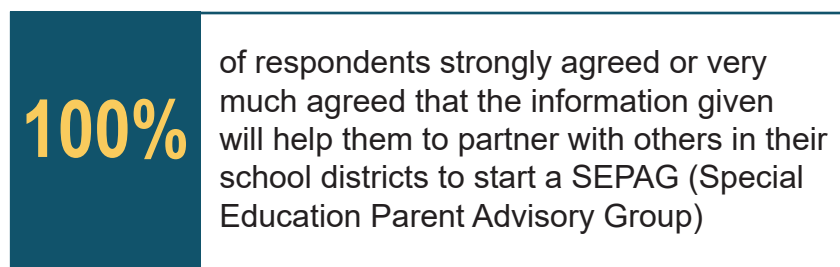 100%
of respondents strongly agreed or very
much agreed that the information given
will help them to partner with others in their
school districts to start a SEPAG (Special
Education Parent Advisory Group)